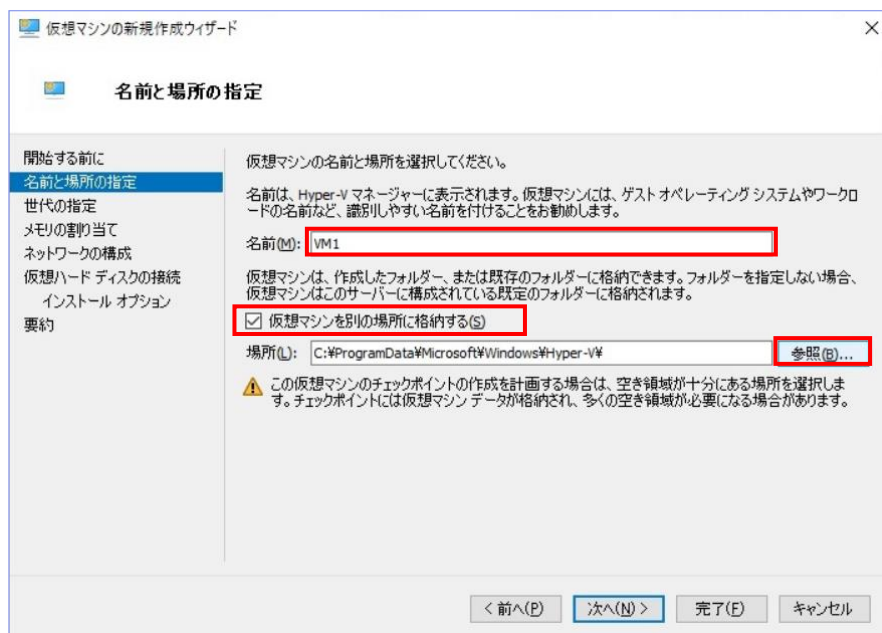 仮想マシンの新規作成ウィザード
名前と場所の指定
開始する前に
名前と場所の指定
世代の指定
メモリの割り当て
ネットワークの構成
仮想ハード ディスクの接続
インストール オプション
要約
仮想マシンの名前と場所を選択してください。
名前は、Hyper-V マネージャーに表示されます。仮想マシンには、ゲスト オペレーティング システムやワークロ
ードの名前など、識別しやすい名前を付けることをお勧めします。
名前(M): VM1
仮想マシンは、作成したフォルダー、または既存のフォルダーに格納できます。フォルダーを指定しない場合、
仮想マシンはこのサーバーに構成されている既定のフォルダーに格納されます。
仮想マシンを別の場所に格納する(S)
場所(L): C:¥ProgramData¥Microsoft¥Windows¥Hyper-V¥ 参照(B)...
この仮想マシンのチェックポイントの作成を計画する場合は、空き領域が十分にある場所を選択しま
す。チェックポイントには仮想マシン データが格納され、多くの空き領域が必要になる場合があります。
< 前へ(P) 次へ(N) > 完了(F) キャンセル